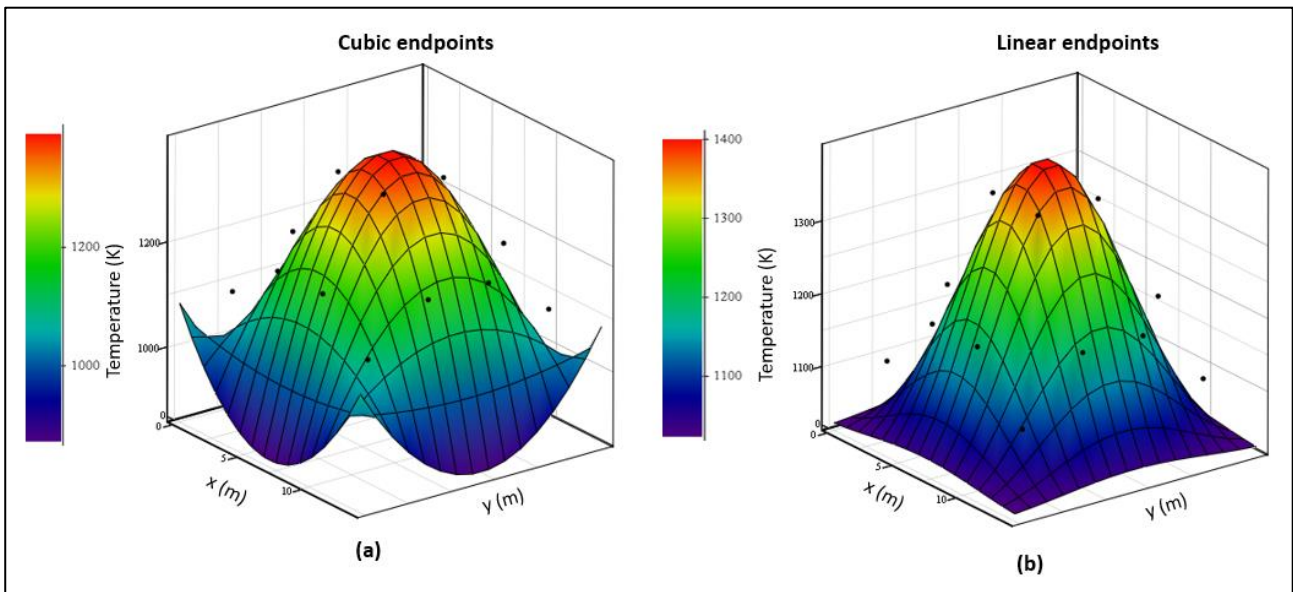 Cubic endpoints
1200
1000
Temperature (K)
1200
1000
0
0
5
10
x (m)
y (m)
(a)
Linear endpoints
1400
1300
1200
1100
Temperature (K)
1300
1200
1100
0
0
5
10
x (m)
y (m)
(b)